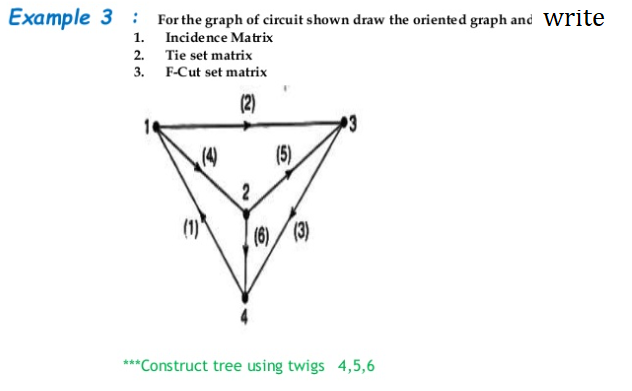 Example 3 : For the graph of circuit shown draw the oriented graph and write
1. Incidence Matrix
2. Tie set matrix
3. F-Cut set matrix
(2)
1 3
(4) (5)
2
(1) (6) (3)
4
***Construct tree using twigs 4,5,6